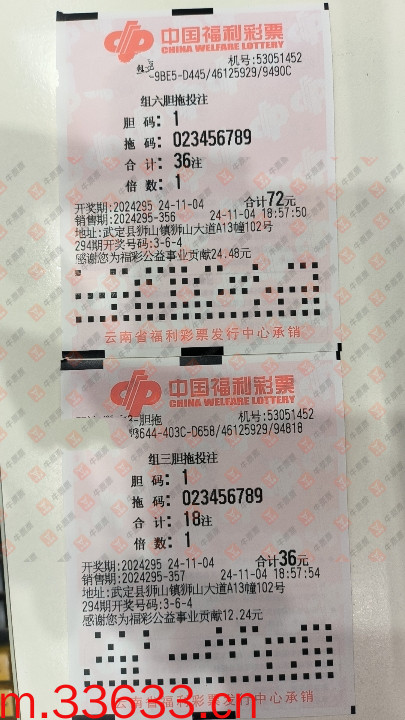 中国福利彩票
CHINA WELFARE LOTTERY
机号:53051452
9BE5-D445/46125929/9490C
组六胆拖投注
胆 码: 1
拖 码: 023456789
合 计: 36注
倍 数: 1
开奖期:2024295 24-11-04 合计72元
销售期:2024295-356 24-11-04 18:57:50
地址:武定县狮山镇狮山大道A13幢102号
294期开奖号码:3-6-4
感谢您为福彩公益事业贡献24.48元
云南省福利彩票发行中心承销
中国福利彩票
CHINA WELFARE LOTTERY
-胆拖 机号:53051452
644-403C-D658/46125929/94818
组三胆拖投注
胆 码: 1
拖 码: 023456789
合 计: 18注
倍 数: 1
开奖期:2024295 24-11-04 合计36元
销售期:2024295-357 24-11-04 18:57:54
地址:武定县狮山镇狮山大道A13幢102号
294期开奖号码:3-6-4
感谢您为福彩公益事业贡献12.24元
云南省福利彩票发行中心承销
m.33633.cn